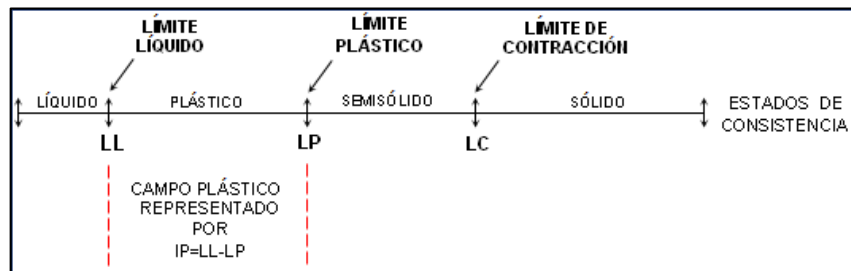 LÍMITE
LÍQUIDO
LÍMITE
PLÁSTICO
LÍMITE DE
CONTRACCIÓN
LÍQUIDO
PLÁSTICO
SEMISÓLIDO
SÓLIDO
ESTADOS DE
CONSISTENCIA
LL
LP
LC
CAMPO PLÁSTICO
REPRESENTADO
POR
IP=LL-LP